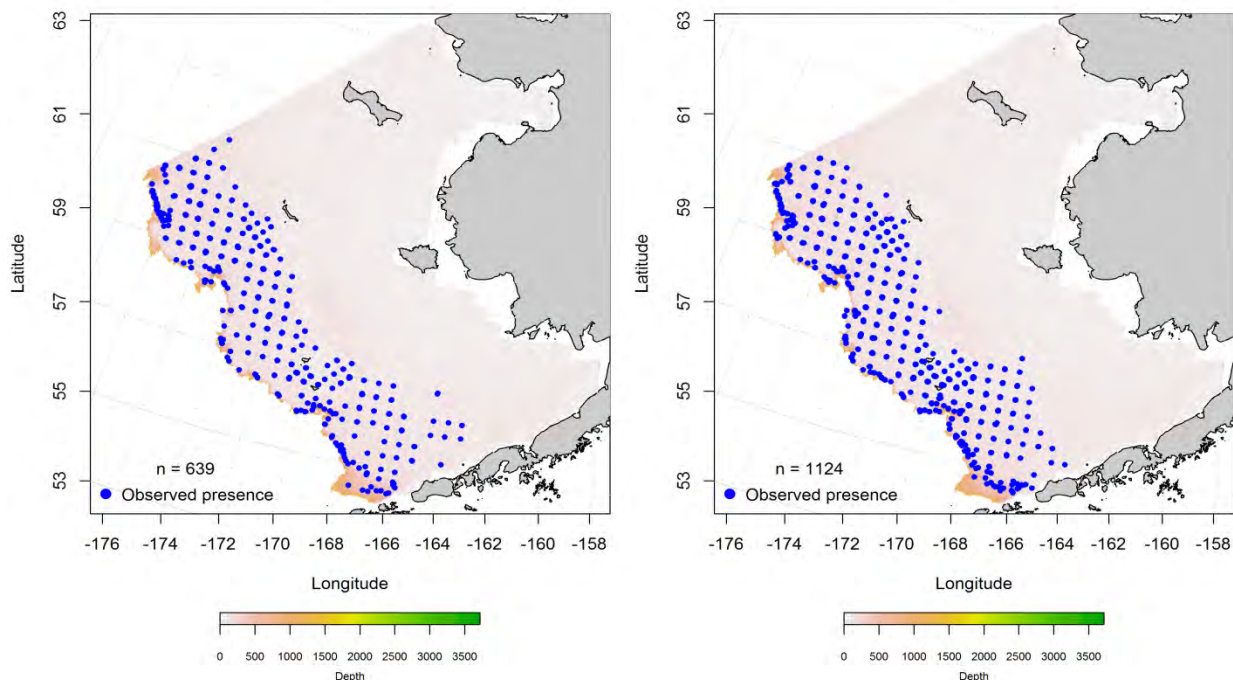 63
61
59
57
55
53
Latitude
n = 639
Observed presence
-176 -174 -172 -170 -168 -166 -164 -162 -160 -158
Longitude
0 500 1000 1500 2000 2500 3000 3500
Depth
63
61
59
57
55
53
Latitude
n = 1124
Observed presence
-176 -174 -172 -170 -168 -166 -164 -162 -160 -158
Longitude
0 500 1000 1500 2000 2500 3000 3500
Depth